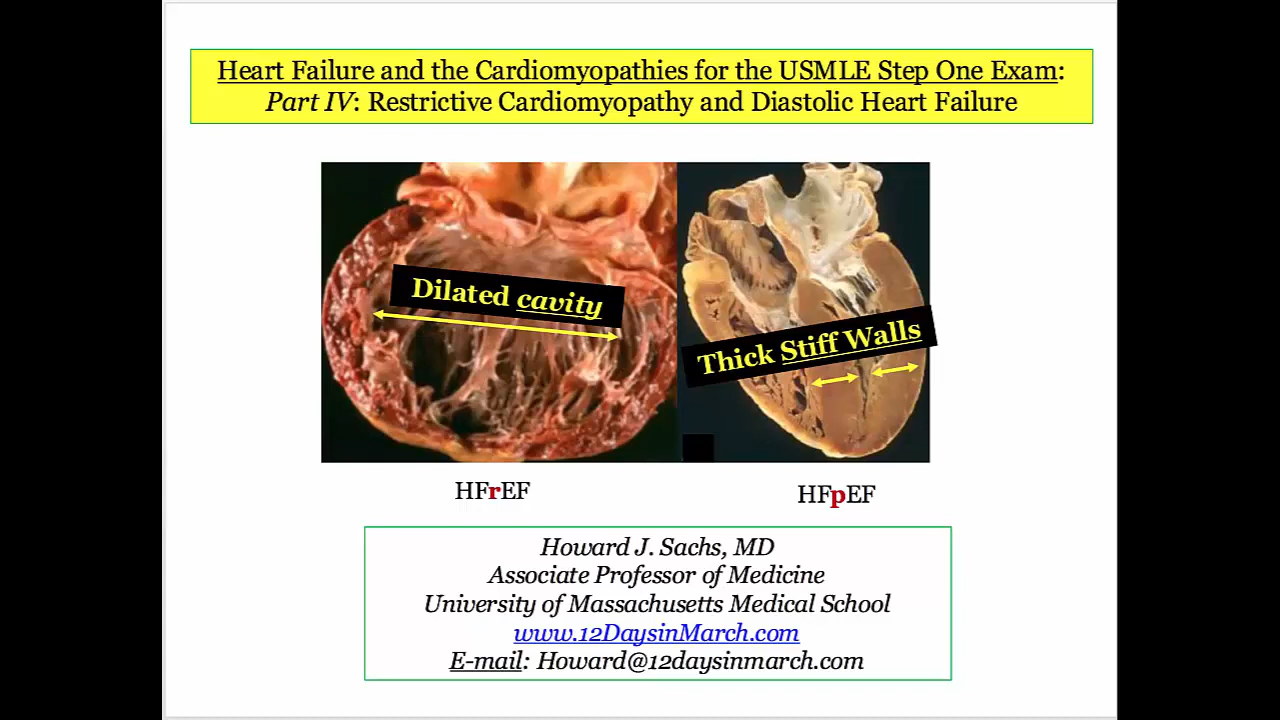 Heart Failure and the Cardiomyopathies for the USMLE Step One Exam:
Part IV: Restrictive Cardiomyopathy and Diastolic Heart Failure
Dilated cavity
Thick Stiff Walls
HFrEF
HFpEF
Howard J. Sachs, MD
Associate Professor of Medicine
University of Massachusetts Medical School
www.12DaysinMarch.com
E-mail: Howard@12daysinmarch.com